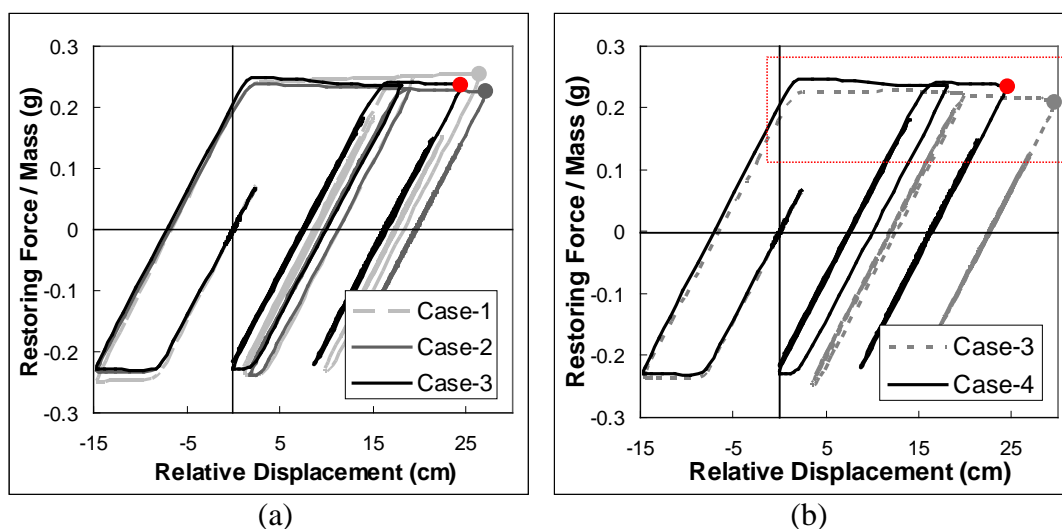 0.3
0.2
0.1
0
-0.1
-0.2
-0.3
Restoring Force / Mass (g)
Case-1
Case-2
Case-3
-15 -5 5 15 25
Relative Displacement (cm)
(a)
0.3
0.2
0.1
0
-0.1
-0.2
-0.3
Restoring Force / Mass (g)
Case-3
Case-4
-15 -5 5 15 25
Relative Displacement (cm)
(b)